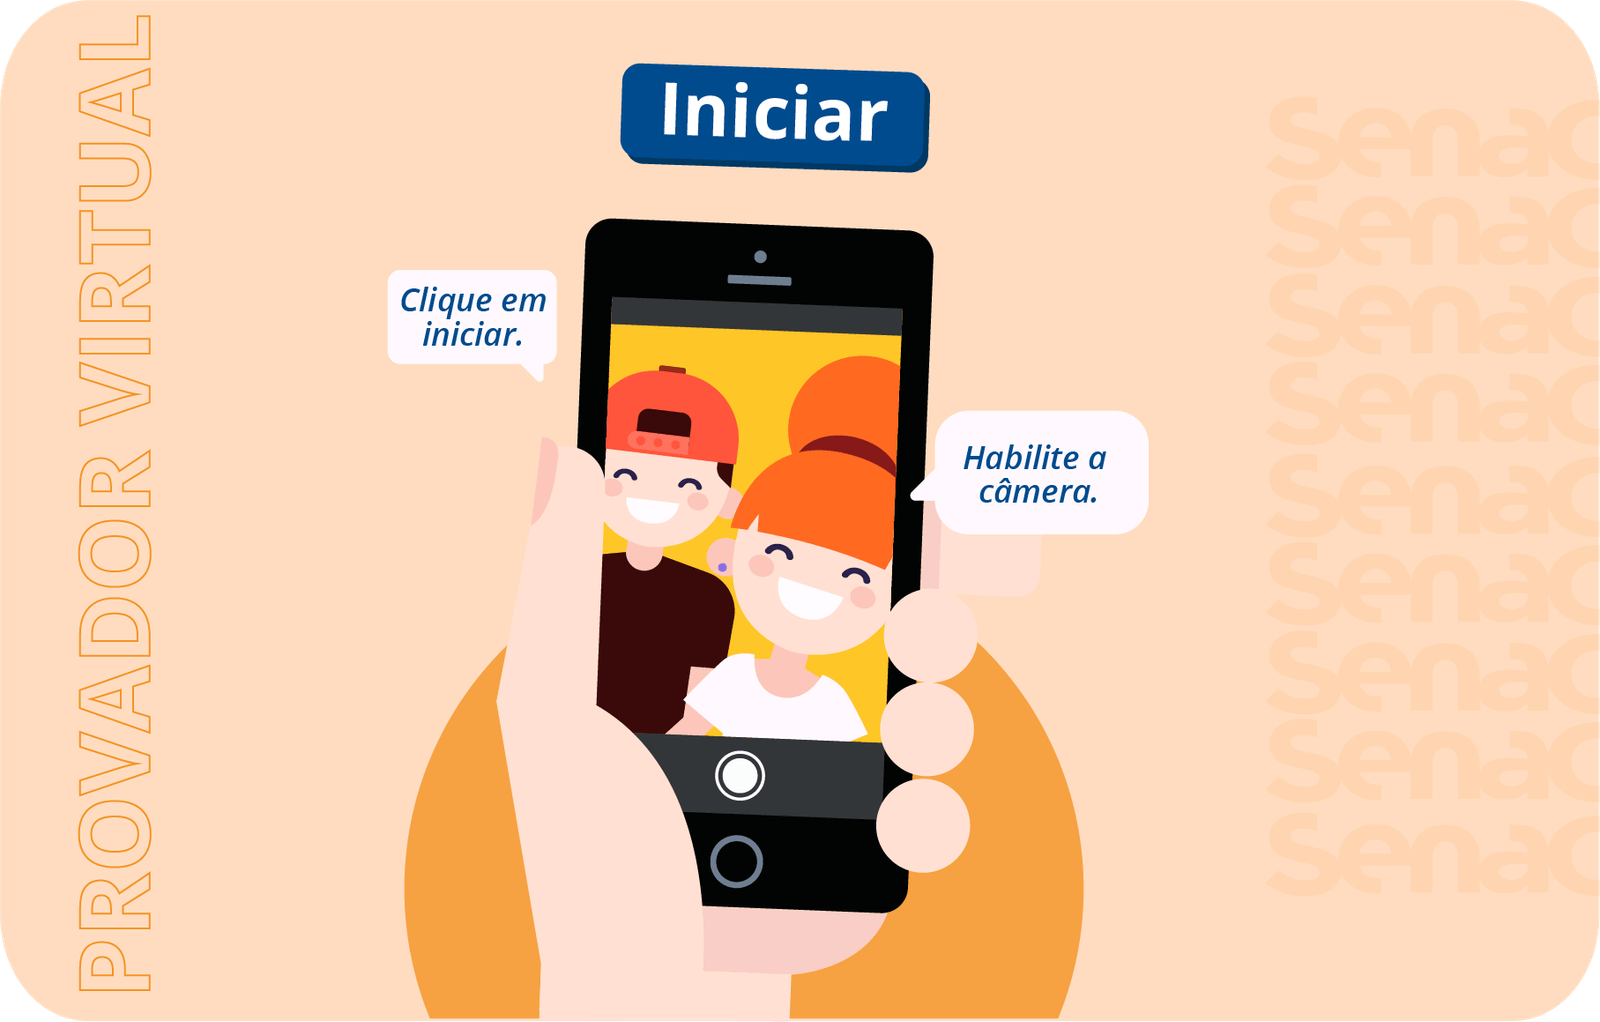 PROVADOR VIRTUAL
Iniciar
Clique em
iniciar.
Habilite a
câmera.
Senac
Senac
Senac
Senac
Senac
Senac
Senac
Senac
Senac